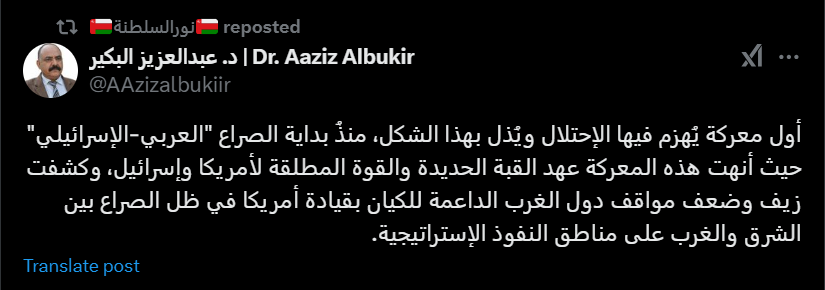 🇴🇲نورالسلطنة🇴🇲 reposted
د. عبدالعزيز البكير | Dr. Aaziz Albukir
@AAzizalbukiir
أول معركة يُهزم فيها الإحتلال ويُذل بهذا الشكل، منذُ بداية الصراع "العربي-الإسرائيلي"
حيث أنهت هذه المعركة عهد القبة الحديدة والقوة المطلقة لأمريكا وإسرائيل، وكشفت
زيف وضعف مواقف دول الغرب الداعمة للكيان بقيادة أمريكا في ظل الصراع بين
الشرق والغرب على مناطق النفوذ الإستراتيجية.
Translate post